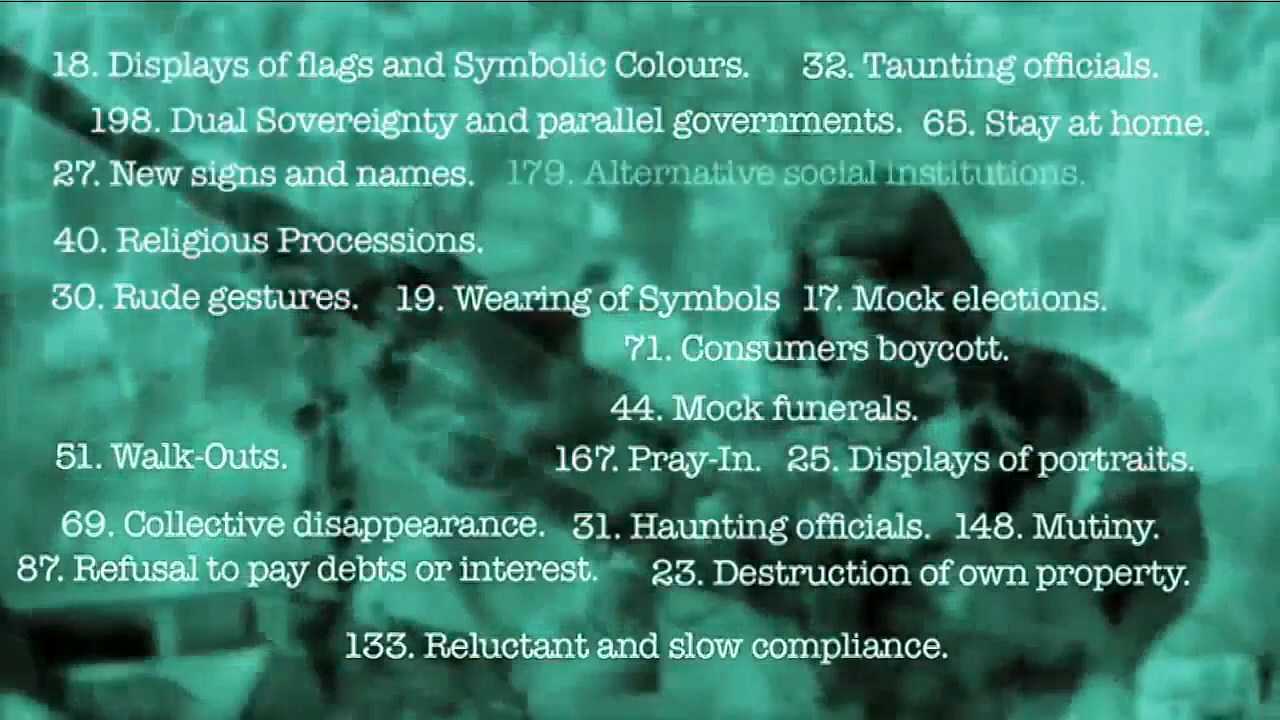 18. Displays of flags and Symbolic Colours. 32. Taunting officials.
198. Dual Sovereignty and parallel governments. 65. Stay at home.
27. New signs and names. 179. Alternative social institutions.
40. Religious Processions.
30. Rude gestures. 19. Wearing of Symbols 17. Mock elections.
71. Consumers boycott.
44. Mock funerals.
51. Walk-Outs. 167. Pray-In. 25. Displays of portraits.
69. Collective disappearance. 31. Haunting officials. 148. Mutiny.
87. Refusal to pay debts or interest. 23. Destruction of own property.
133. Reluctant and slow compliance.